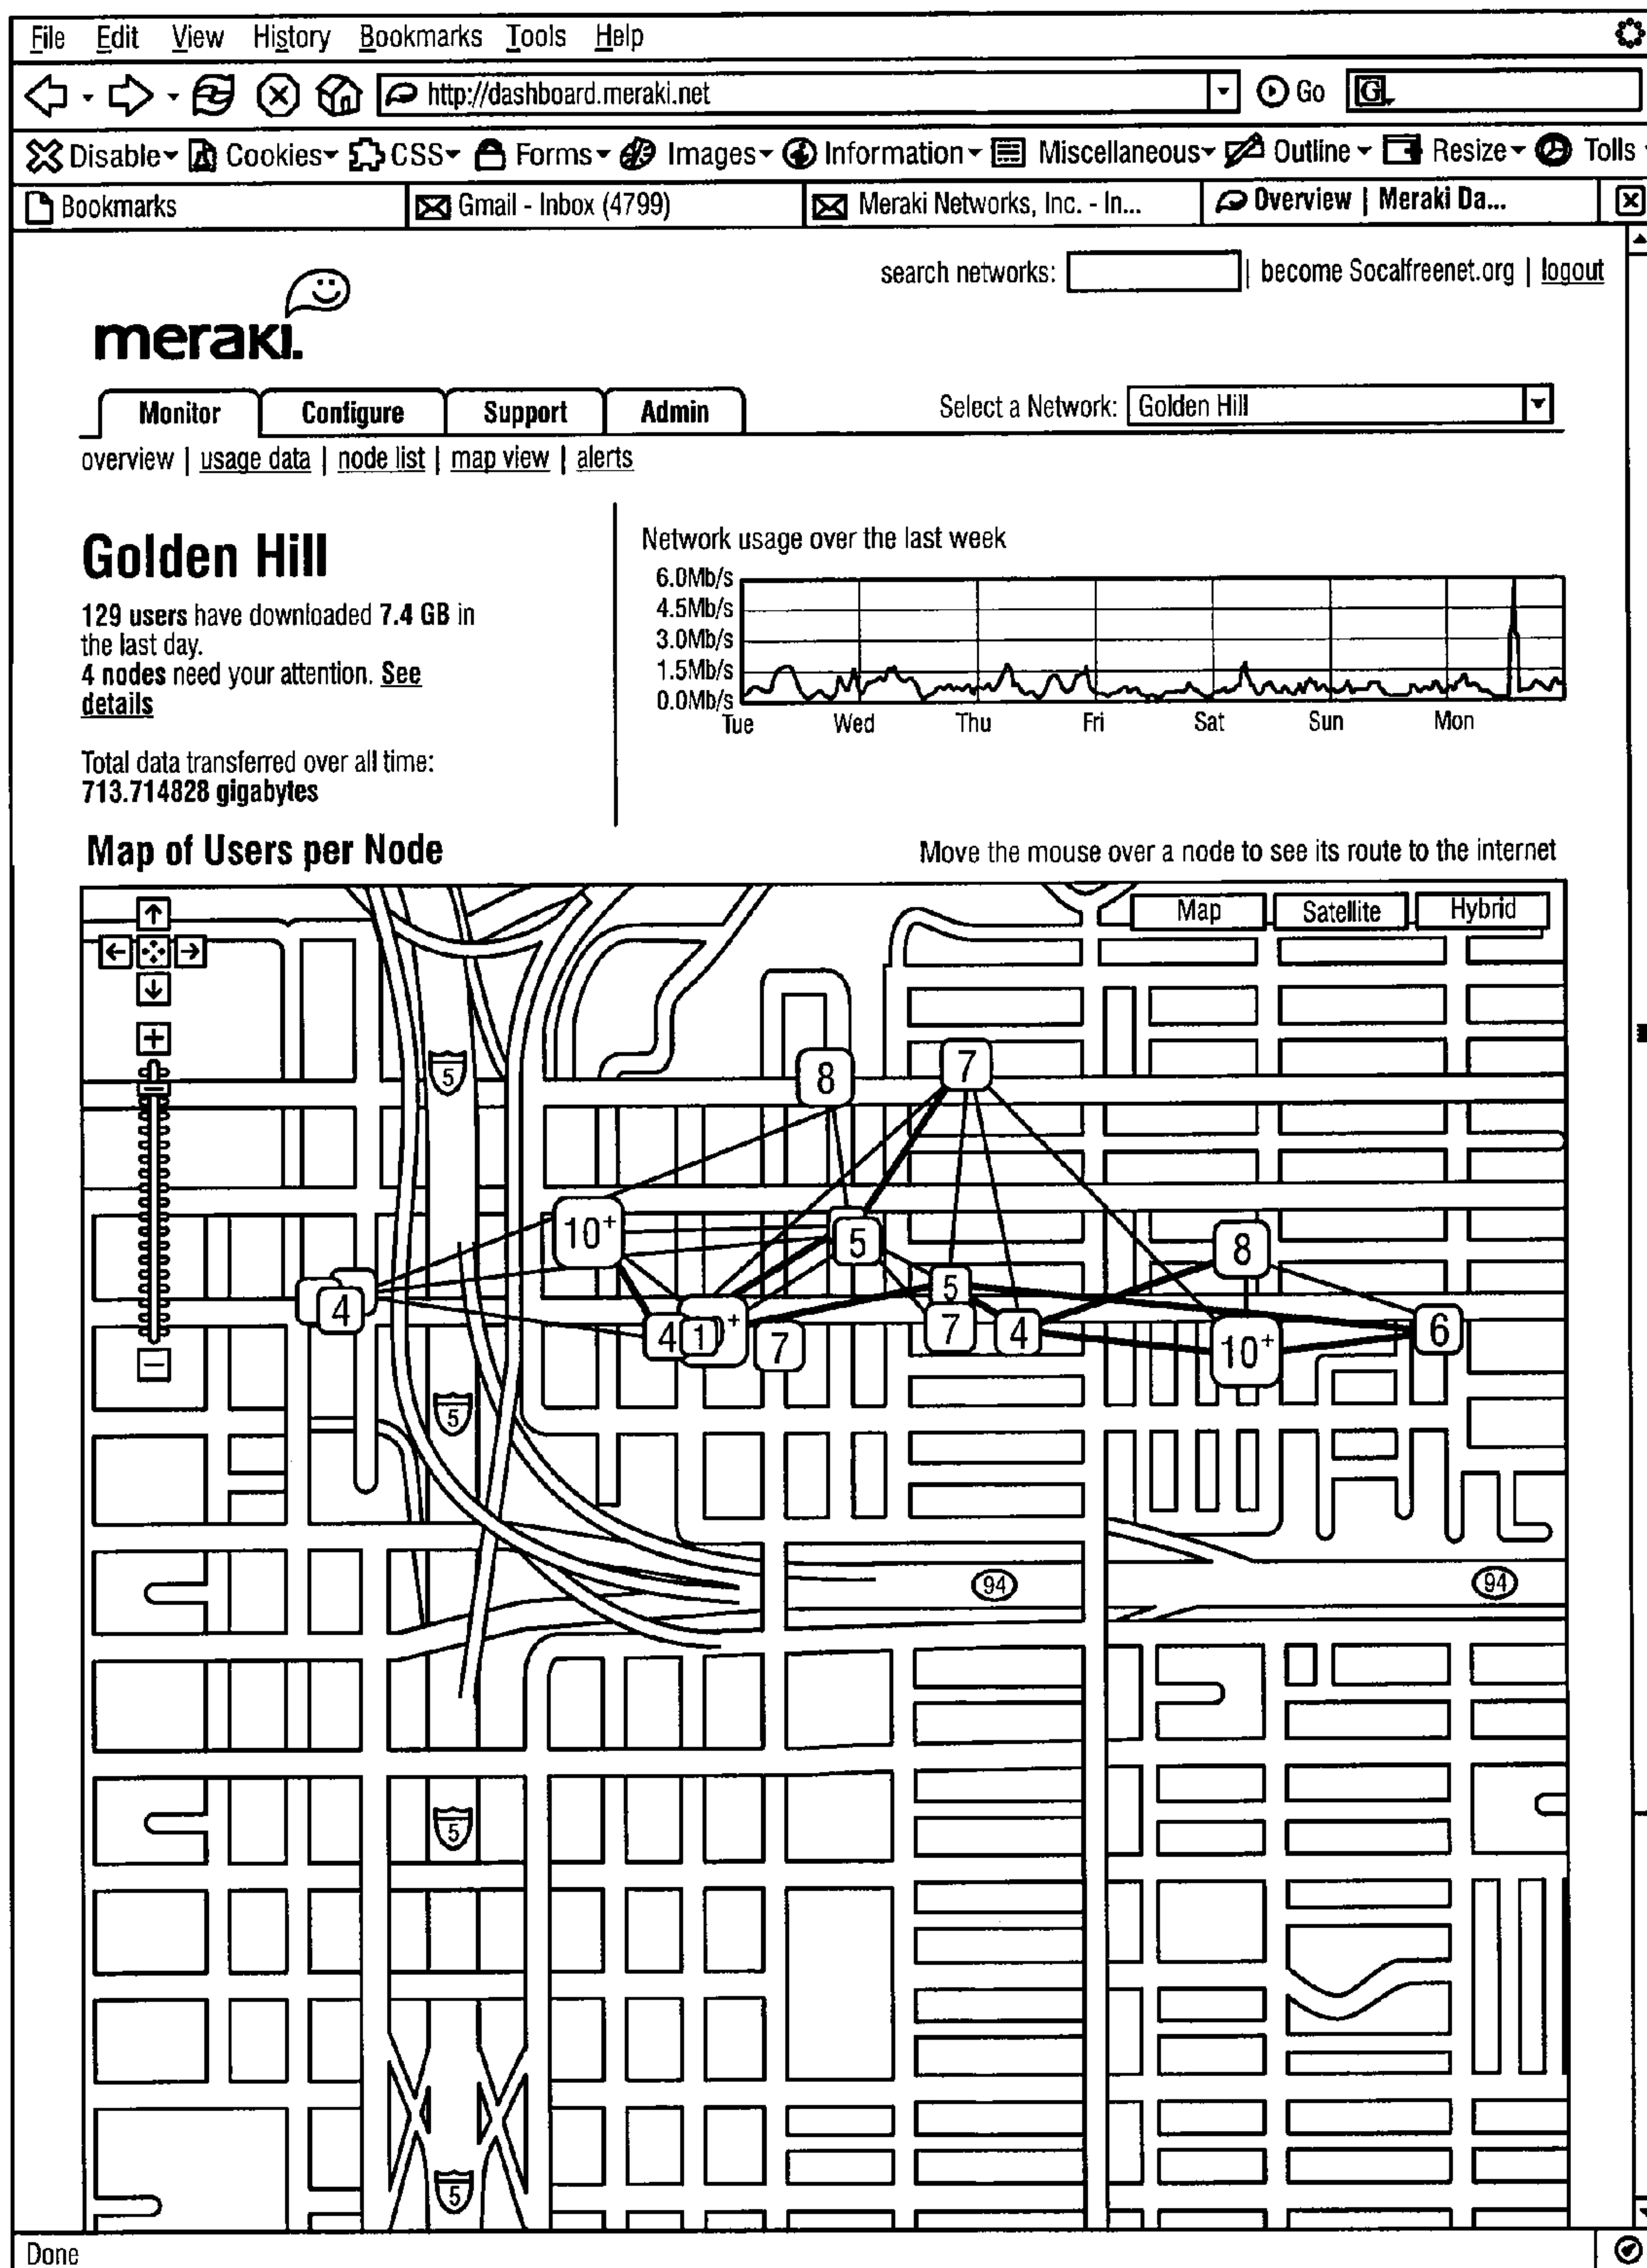 File Edit View History Bookmarks Tools Help
http://dashboard.meraki.net Go G
Disable Cookies CSS Forms Images Information Miscellaneous Outline Resize Tolls
Bookmarks Gmail - Inbox (4799) Meraki Networks, Inc. - In... Overview | Meraki Da...
search networks: | become Socalfreenet.org | logout
meraki.
Monitor Configure Support Admin Select a Network: Golden Hill
overview | usage data | node list | map view | alerts
Golden Hill
129 users have downloaded 7.4 GB in
the last day.
4 nodes need your attention. See
details
Total data transferred over all time:
713.714828 gigabytes
Network usage over the last week
6.0Mb/s
4.5Mb/s
3.0Mb/s
1.5Mb/s
0.0Mb/s
Tue Wed Thu Fri Sat Sun Mon
Map of Users per Node Move the mouse over a node to see its route to the internet
Map Satellite Hybrid
5
8 7
10+ 5 8
4 5
4 1 + 7 7 4 10+ 6
5
94 94
5
5
Done